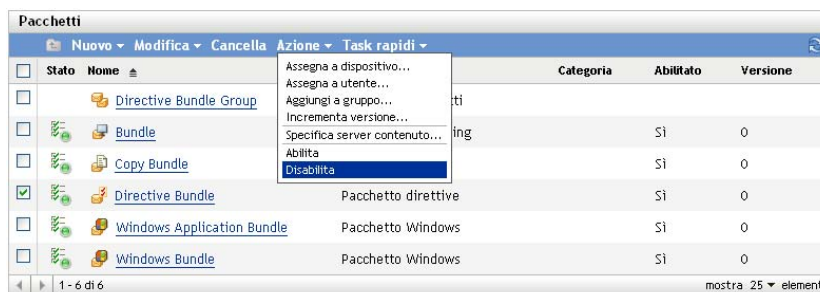 Pacchetti
Nuovo Modifica Cancella Azione Task rapidi
Stato Nome Categoria Abilitato Versione
Assegna a dispositivo...
Assegna a utente...
Aggiungi a gruppo...
Incrementa versione...
Specifica server contenuto...
Abilita
Disabilita
Directive Bundle Group tti
Bundle ing Sì 0
Copy Bundle Sì 0
Directive Bundle Pacchetto direttive Sì 0
Windows Application Bundle Pacchetto Windows Sì 0
Windows Bundle Pacchetto Windows Sì 0
1 - 6 di 6 mostra 25 element